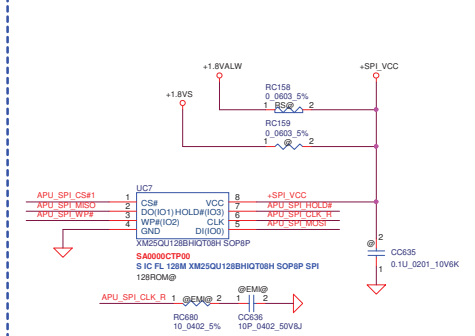 +1.8VALW
+SPI_VCC
+1.8VS
RC158
0_0603_5%
1 RS@ 2
RC159
0_0603_5%
1 @ 2
UC7
APU_SPI_CS#1 1 CS# VCC 8 +SPI_VCC
APU_SPI_MISO 2 DO(IO1) HOLD#(IO3) 7 APU_SPI_HOLD#
APU_SPI_WP# 3 WP#(IO2) CLK 6 APU_SPI_CLK_R
4 GND DI(IO0) 5 APU_SPI_MOSI
XM25QU128BHIQT08H SOP8P
SA0000CTP00
S IC FL 128M XM25QU128BHIQT08H SOP8P SPI
128ROM@
@ 2
CC635
0.1U_0201_10V6K
1
@EMI@
APU_SPI_CLK_R 1 @EMI@ 2 1 2
RC680 CC636
10_0402_5% 10P_0402_50V8J